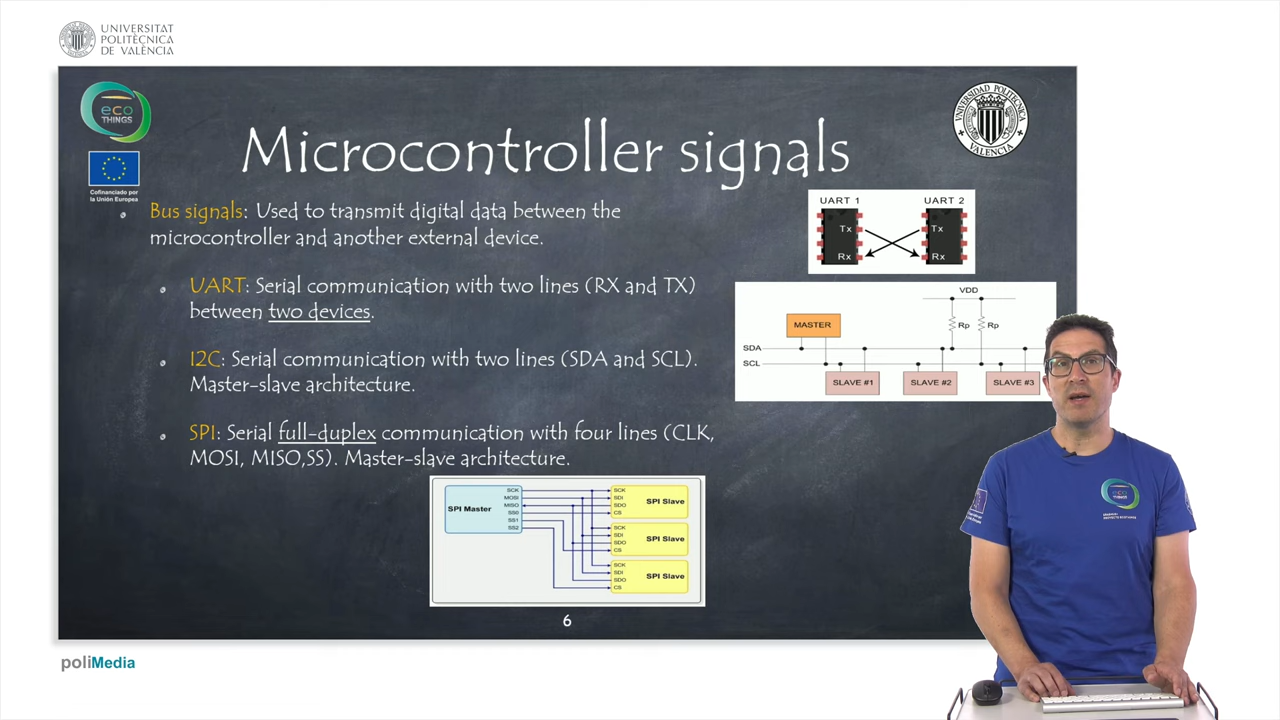 UNIVERSITAT
POLITÈCNICA
DE VALÈNCIA
eco
THINGS
Cofinanciado por
la Unión Europea
UNIVERSIDAD POLITECNICA
VALENCIA
Microcontroller signals
Bus signals: Used to transmit digital data between the
microcontroller and another external device.
UART: Serial communication with two lines (RX and TX)
between two devices.
I2C: Serial communication with two lines (SDA and SCL).
Master-slave architecture.
SPI: Serial full-duplex communication with four lines (CLK,
MOSI, MISO,SS). Master-slave architecture.
UART 1 UART 2
Tx Tx
Rx Rx
VDD
MASTER
Rp Rp
SDA
SCL
SLAVE #1 SLAVE #2 SLAVE #3
SPI Master
SCK
MOSI
MISO
SS0
SS1
SS2
SCK
SDI
SDO
CS
SPI Slave
SCK
SDI
SDO
CS
SPI Slave
SCK
SDI
SDO
CS
SPI Slave
6
eco
THINGS
poliMedia